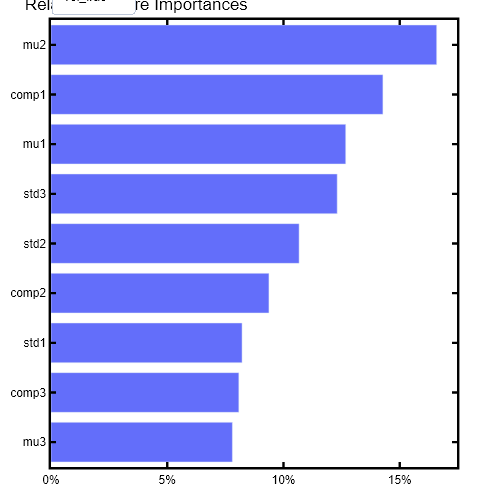 Rela re Importances
mu2
comp1
mu1
std3
std2
comp2
std1
comp3
mu3
0% 5% 10% 15%